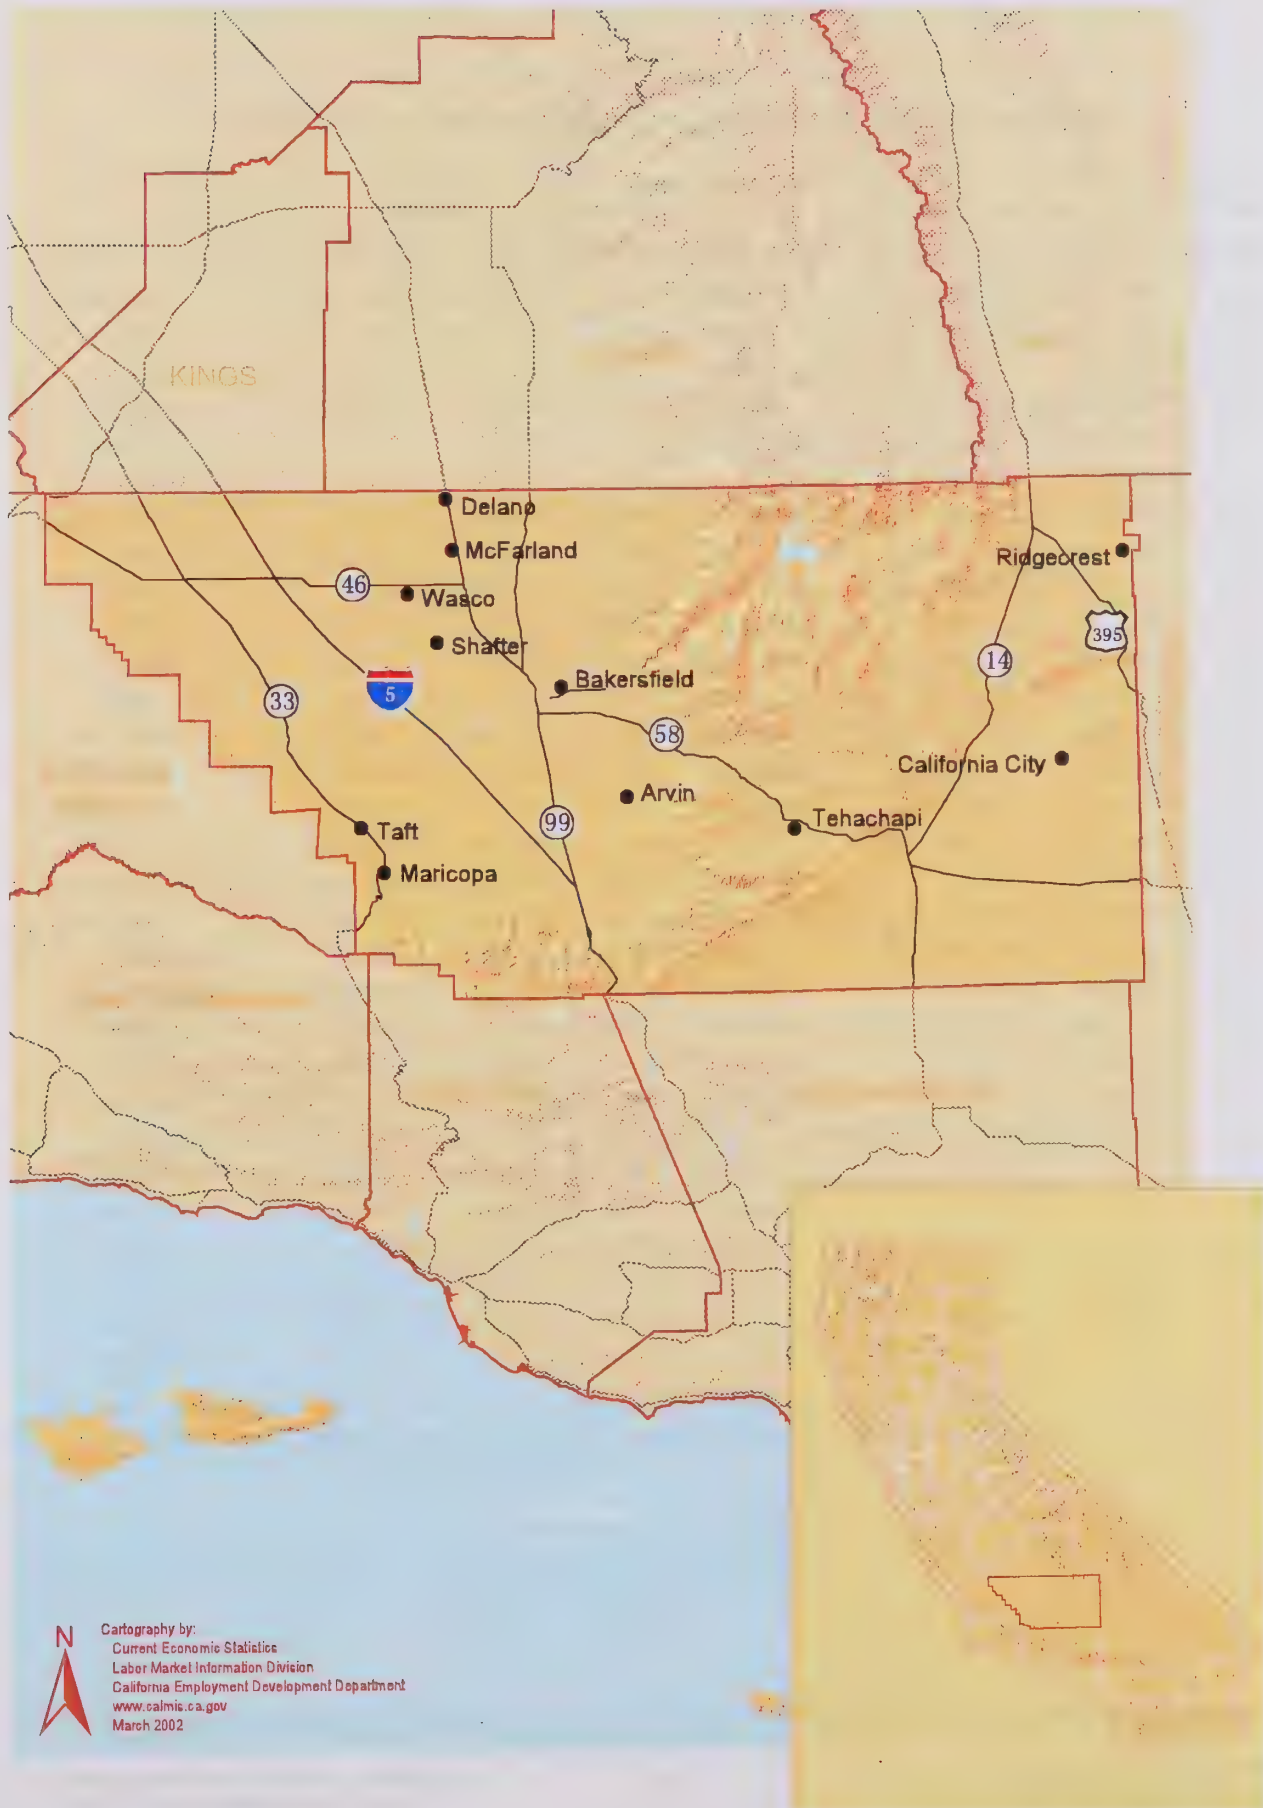 KINGS
Delano
McFarland
Ridgecrest
46
Wasco
395
Shafter
14
Bakersfield
5
33
58
California City
Arvin
99
Tehachapi
Taft
Maricopa
N
Cartography by:
Current Economic Statistics
Labor Market Information Division
California Employment Development Department
www.calmis.ca.gov
March 2002